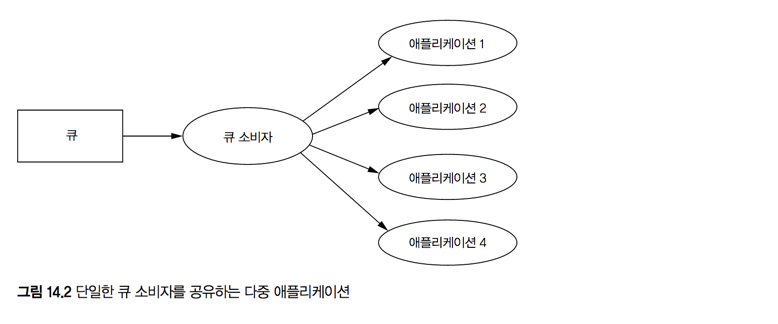 애플리케이션 1
애플리케이션 2
큐
큐 소비자
애플리케이션 3
애플리케이션 4
그림 14.2 단일한 큐 소비자를 공유하는 다중 애플리케이션